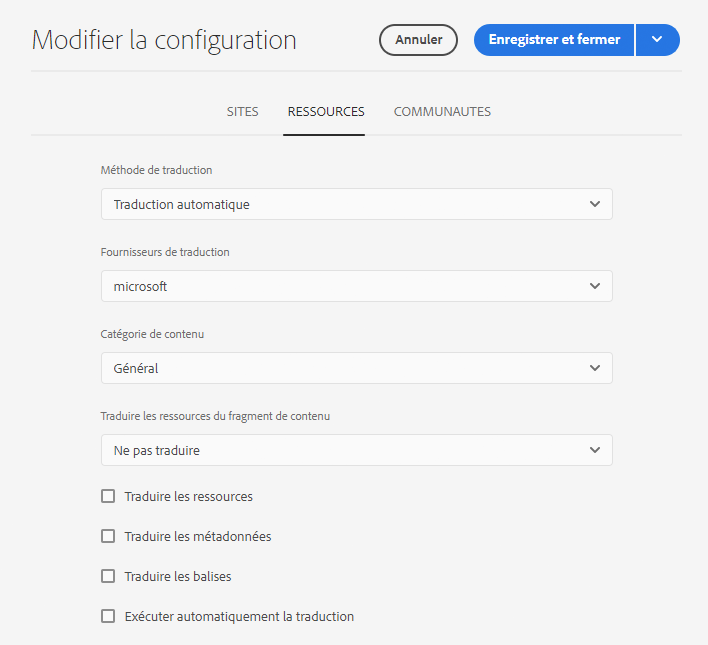 Modifier la configuration
Annuler
Enregistrer et fermer
SITES
RESSOURCES
COMMUNAUTES
Méthode de traduction
Traduction automatique
Fournisseurs de traduction
microsoft
Catégorie de contenu
Général
Traduire les ressources du fragment de contenu
Ne pas traduire
Traduire les ressources
Traduire les métadonnées
Traduire les balises
Exécuter automatiquement la traduction